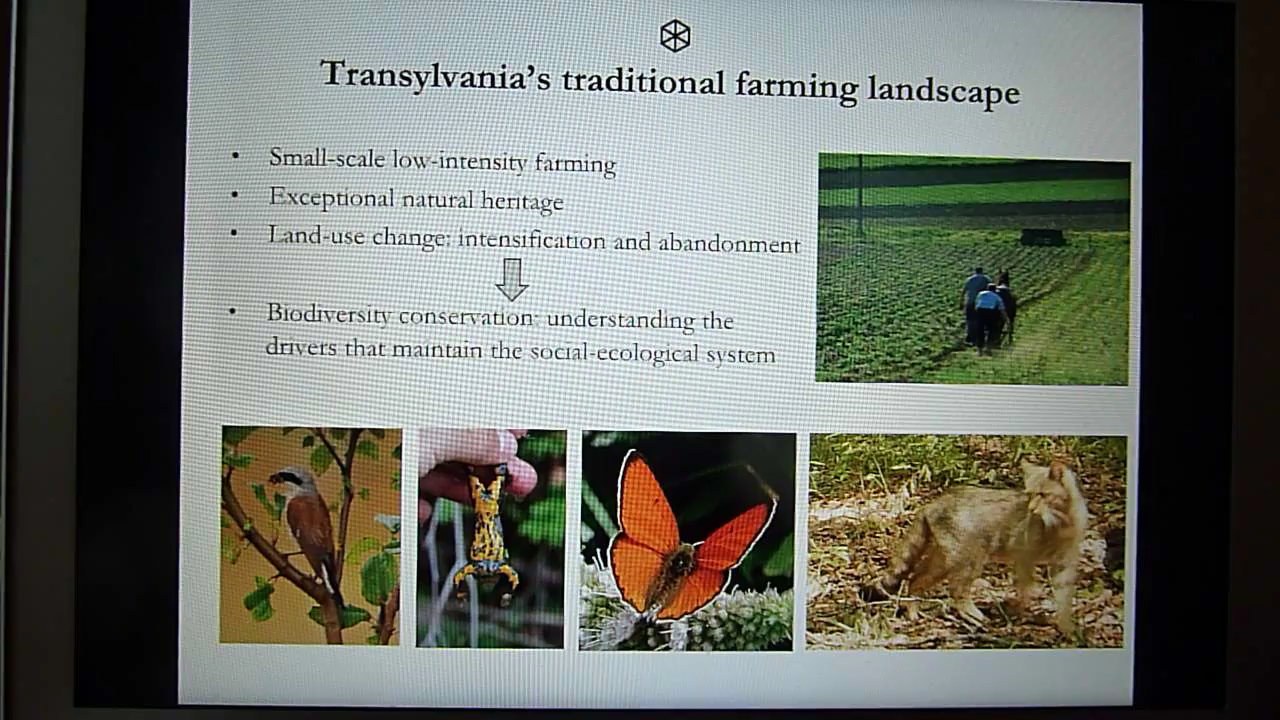 Transylvania's traditional farming landscape
• Small-scale low-intensity farming
• Exceptional natural heritage
• Land-use change: intensification and abandonment
• Biodiversity conservation: understanding the
drivers that maintain the social-ecological system